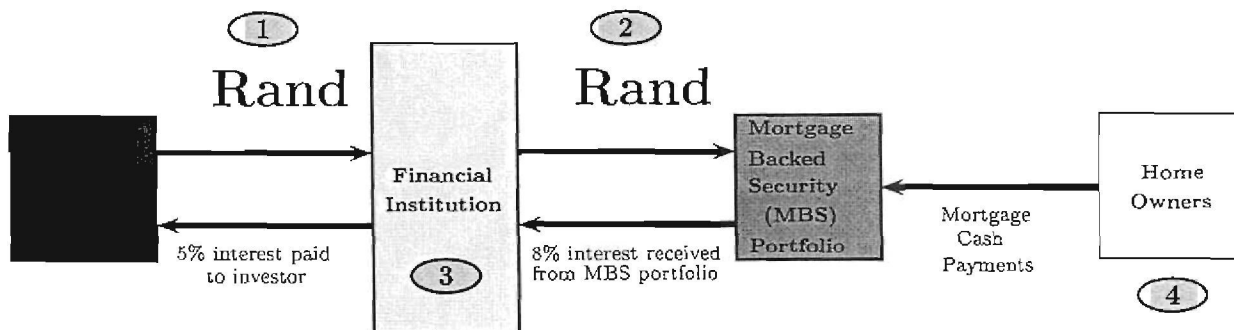 1
2
Rand
Rand
Financial
Institution
Mortgage
Backed
Security
(MBS)
Portfolio
Home
Owners
5% interest paid
to investor
8% interest received
from MBS portfolio
Mortgage
Cash
Payments
3
4